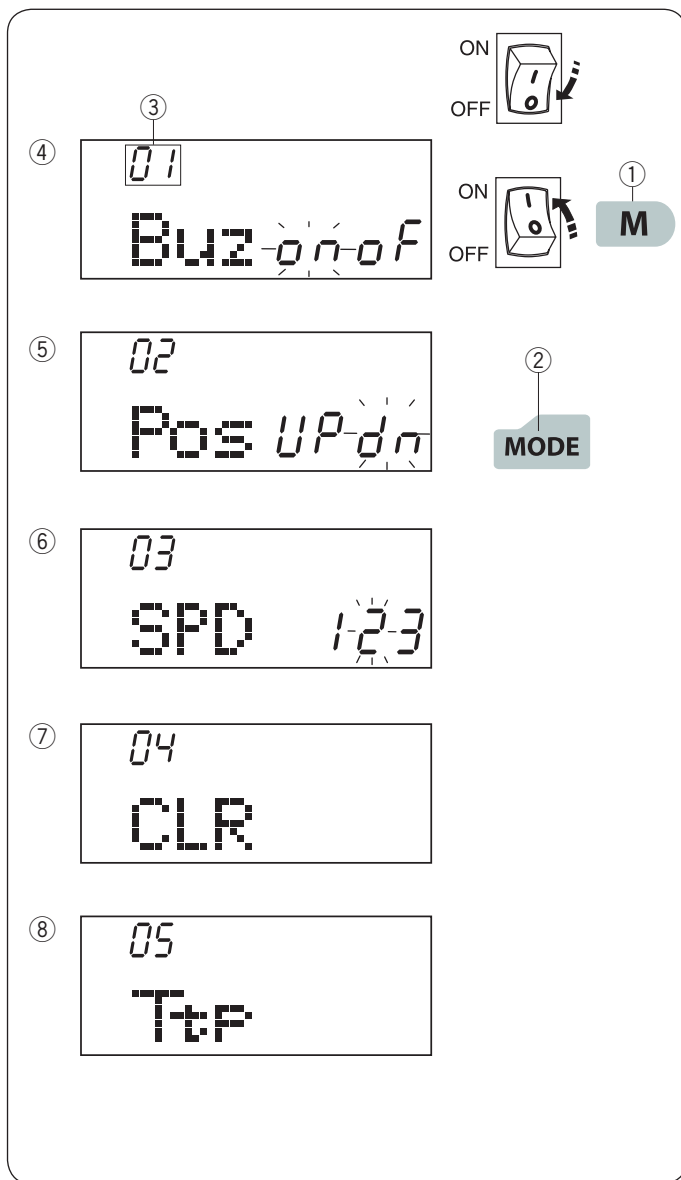 ON
OFF
③
④
01
Buz on-oF
ON
OFF
①
M
⑤
02
Pos UP-dn
②
MODE
⑥
03
SPD 1-2-3
⑦
04
CLR
⑧
05
Ttp